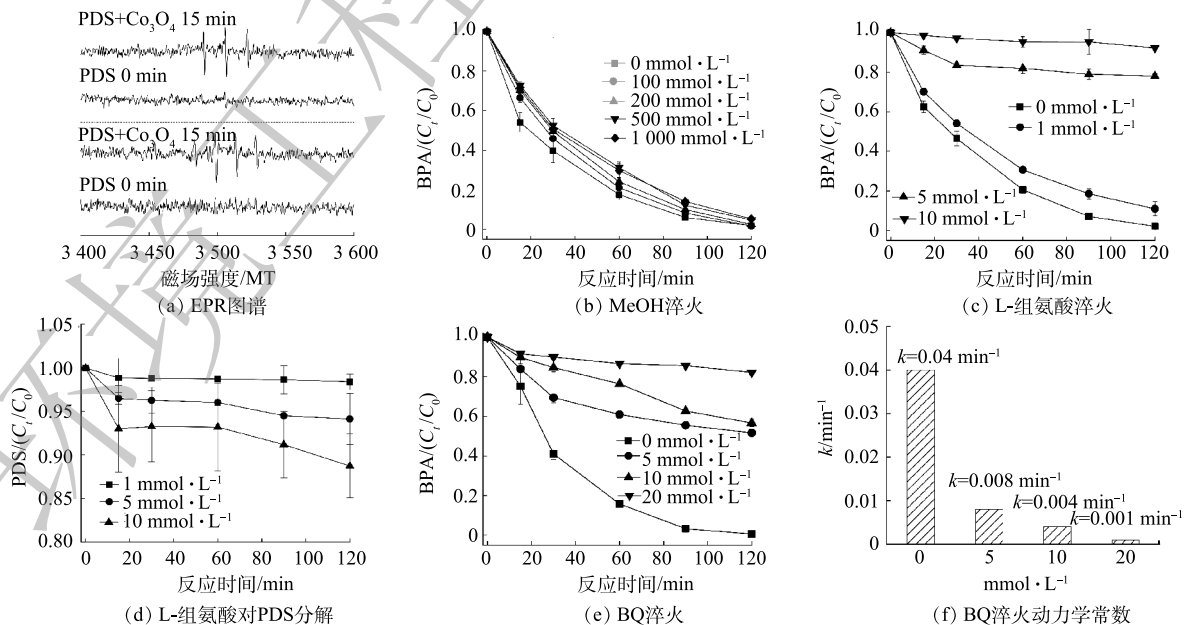 PDS+Co₃O₄ 15 min
PDS 0 min
PDS+Co₃O₄ 15 min
PDS 0 min
3 400 3 450 3 500 3 550 3 600
磁场强度/MT
(a) EPR图谱
1.0
0.8
0.6
0.4
0.2
0
BPA/(Cₜ/C₀)
0 mmol·L⁻¹
100 mmol·L⁻¹
200 mmol·L⁻¹
500 mmol·L⁻¹
1 000 mmol·L⁻¹
0 20 40 60 80 100 120
反应时间/min
(b) MeOH淬火
1.0
0.8
0.6
0.4
0.2
0
BPA/(Cₜ/C₀)
0 mmol·L⁻¹
1 mmol·L⁻¹
5 mmol·L⁻¹
10 mmol·L⁻¹
0 20 40 60 80 100 120
反应时间/min
(c) L-组氨酸淬火
1.05
1.00
0.95
0.90
0.85
0.80
PDS/(Cₜ/C₀)
1 mmol·L⁻¹
5 mmol·L⁻¹
10 mmol·L⁻¹
0 20 40 60 80 100 120
反应时间/min
(d) L-组氨酸对PDS分解
1.0
0.8
0.6
0.4
0.2
0
BPA/(Cₜ/C₀)
0 mmol·L⁻¹
5 mmol·L⁻¹
10 mmol·L⁻¹
20 mmol·L⁻¹
0 20 40 60 80 100 120
反应时间/min
(e) BQ淬火
0.05
0.04
0.03
0.02
0.01
0
k/min⁻¹
k=0.04 min⁻¹
k=0.008 min⁻¹
k=0.004 min⁻¹
k=0.001 min⁻¹
0 5 10 20
mmol·L⁻¹
(f) BQ淬火动力学常数
环境工程